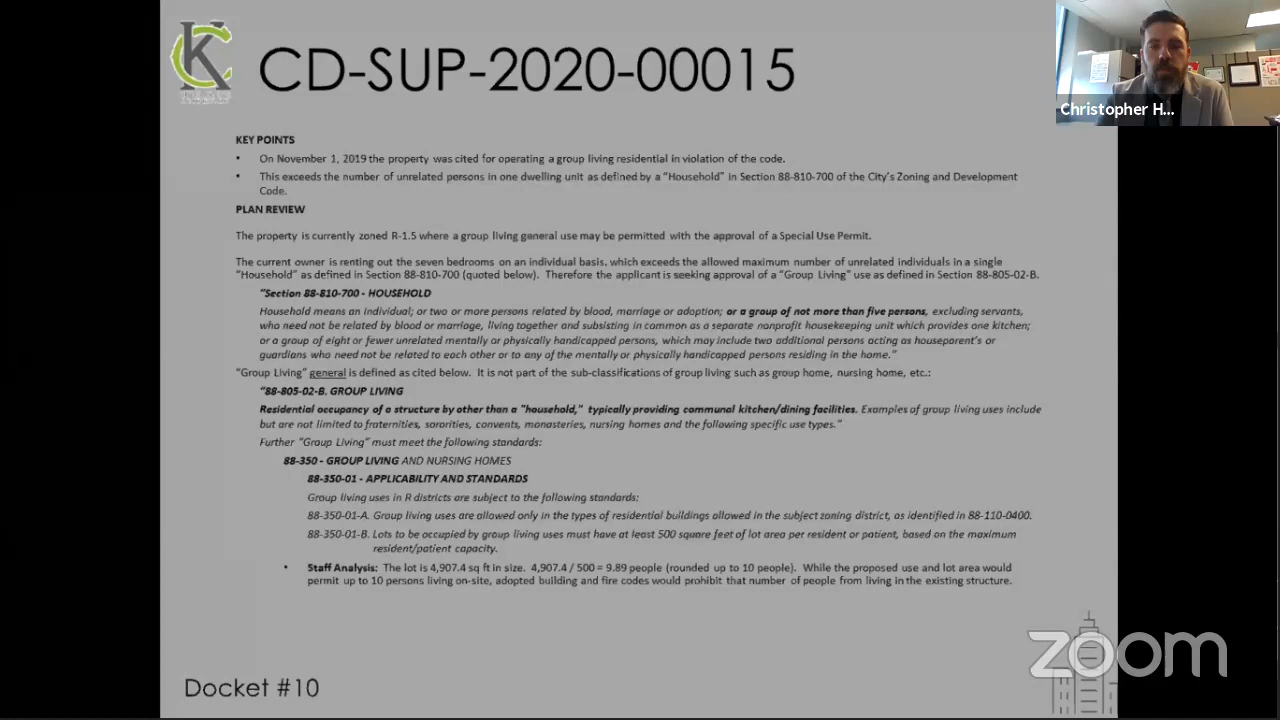 KC
CD-SUP-2020-00015
Christopher H...
KEY POINTS
• On November 1, 2019 the property was cited for operating a group living residential in violation of the code.
• This exceeds the number of unrelated persons in one dwelling unit as defined by a “Household” in Section 88-810-700 of the City’s Zoning and Development
Code.
PLAN REVIEW
The property is currently zoned R-1.5 where a group living general use may be permitted with the approval of a Special Use Permit.
The current owner is renting out the seven bedrooms on an individual basis, which exceeds the allowed maximum number of unrelated individuals in a single
“Household” as defined in Section 88-810-700 (quoted below). Therefore the applicant is seeking approval of a “Group Living” use as defined in Section 88-805-02-B.
“Section 88-810-700 - HOUSEHOLD
Household means an individual; or two or more persons related by blood, marriage or adoption; or a group of not more than five persons, excluding servants,
who need not be related by blood or marriage, living together and subsisting in common as a separate nonprofit housekeeping unit which provides one kitchen;
or a group of eight or fewer unrelated mentally or physically handicapped persons, which may include two additional persons acting as houseparent’s or
guardians who need not be related to each other or to any of the mentally or physically handicapped persons residing in the home.”
“Group Living” general is defined as cited below. It is not part of the sub-classifications of group living such as group home, nursing home, etc.:
“88-805-02-B. GROUP LIVING
Residential occupancy of a structure by other than a "household," typically providing communal kitchen/dining facilities. Examples of group living uses include
but are not limited to fraternities, sororities, convents, monasteries, nursing homes and the following specific use types.”
Further “Group Living” must meet the following standards:
88-350 - GROUP LIVING AND NURSING HOMES
88-350-01 - APPLICABILITY AND STANDARDS
Group living uses in R districts are subject to the following standards:
88-350-01-A. Group living uses are allowed only in the types of residential buildings allowed in the subject zoning district, as identified in 88-110-0400.
88-350-01-B. Lots to be occupied by group living uses must have at least 500 square feet of lot area per resident or patient, based on the maximum
resident/patient capacity.
• Staff Analysis: The lot is 4,907.4 sq ft in size. 4,907.4 / 500 = 9.89 people (rounded up to 10 people). While the proposed use and lot area would
permit up to 10 persons living on-site, adopted building and fire codes would prohibit that number of people from living in the existing structure.
zoom
Docket #10